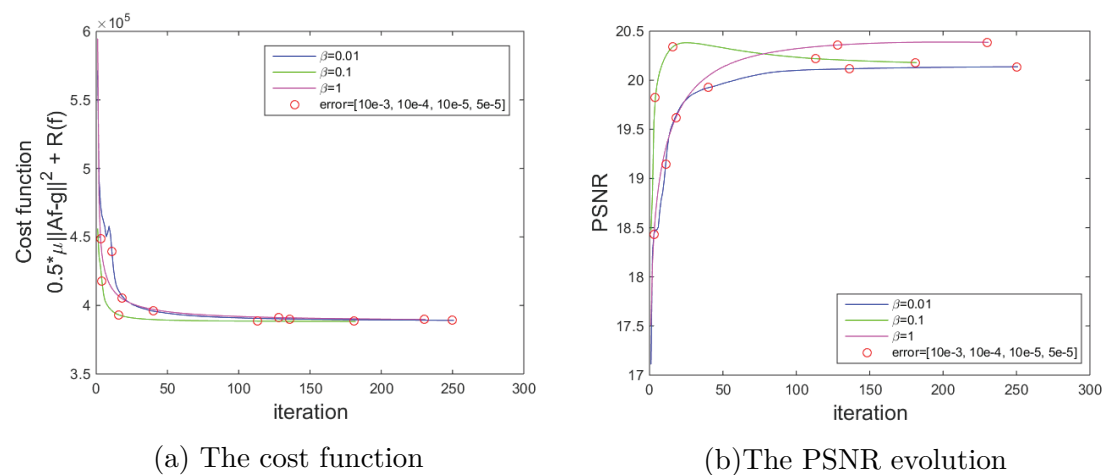 ×10⁵
6
5.5
5
4.5
4
3.5
0 50 100 150 200 250 300
iteration
Cost function
0.5*μ||Af-g||² + R(f)
β=0.01
β=0.1
β=1
error=[10e-3, 10e-4, 10e-5, 5e-5]
(a) The cost function
20.5
20
19.5
19
18.5
18
17.5
17
0 50 100 150 200 250 300
iteration
PSNR
β=0.01
β=0.1
β=1
error=[10e-3, 10e-4, 10e-5, 5e-5]
(b)The PSNR evolution